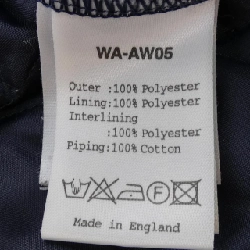 WA-AW05
Outer :100% Polyester
Lining:100% Polyester
Interlining
:100% Polyester
Piping:100% Cotton
F
Made in England